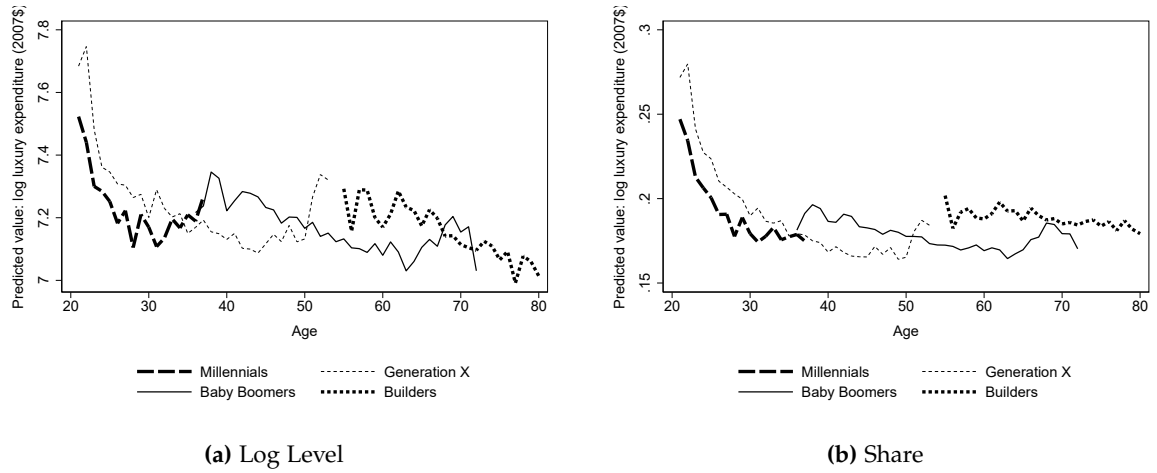 Predicted value: log luxury expenditure (2007$)
7.8
7.6
7.4
7.2
7
20 30 40 50 60 70 80
Age
Millennials Generation X
Baby Boomers Builders
(a) Log Level
Predicted value: log luxury expenditure (2007$)
.3
.25
.2
.15
20 30 40 50 60 70 80
Age
Millennials Generation X
Baby Boomers Builders
(b) Share